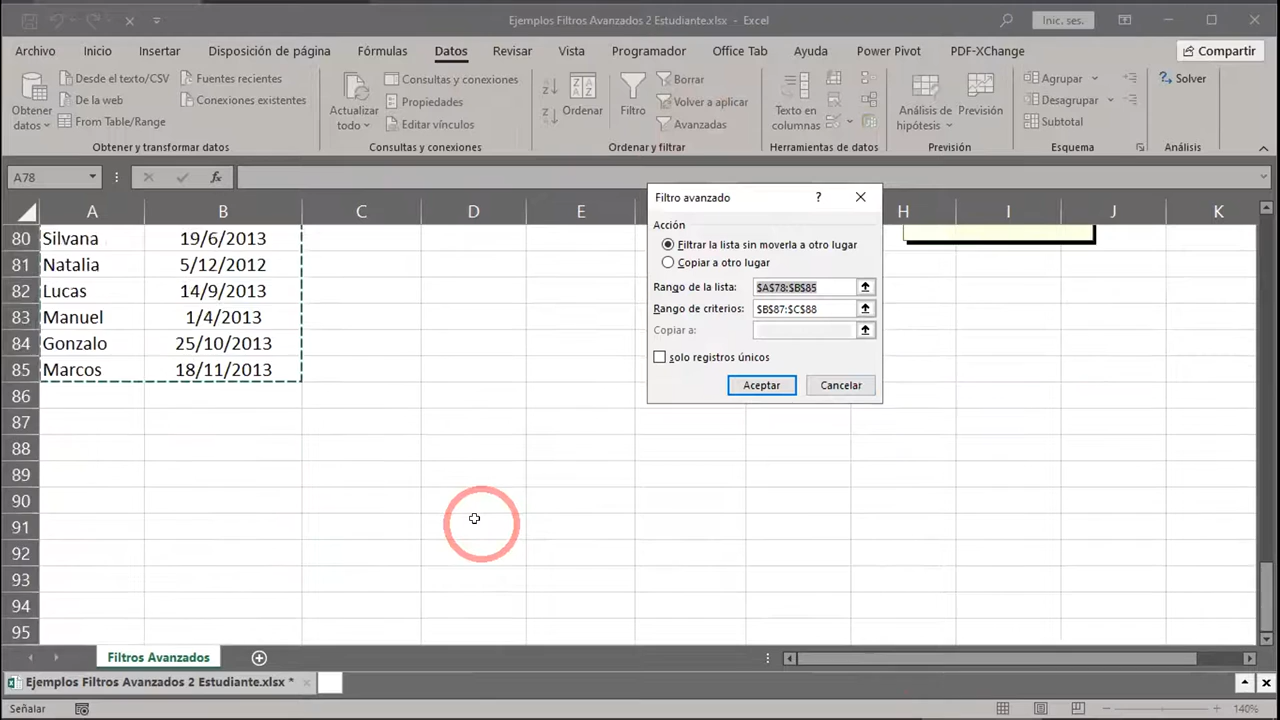 Ejemplos Filtros Avanzados 2 Estudiante.xlsx - Excel
Inic. ses.
Archivo Inicio Insertar Disposición de página Fórmulas Datos Revisar Vista Programador Office Tab Ayuda Power Pivot PDF-XChange Compartir
Obtener datos
Desde el texto/CSV
De la web
From Table/Range
Fuentes recientes
Conexiones existentes
Obtener y transformar datos
Actualizar todo
Consultas y conexiones
Propiedades
Editar vínculos
Consultas y conexiones
Ordenar
Filtro
Borrar
Volver a aplicar
Avanzadas
Ordenar y filtrar
Texto en columnas
Herramientas de datos
Análisis de hipótesis
Previsión
Previsión
Agrupar
Desagrupar
Subtotal
Esquema
Solver
Análisis
A78
fx
A B C D E H I J K
80 Silvana 19/6/2013
81 Natalia 5/12/2012
82 Lucas 14/9/2013
83 Manuel 1/4/2013
84 Gonzalo 25/10/2013
85 Marcos 18/11/2013
86
87
88
89
90
91
92
93
94
95
Filtro avanzado ?
Acción
Filtrar la lista sin moverla a otro lugar
Copiar a otro lugar
Rango de la lista: $A$78:$B$85
Rango de criterios: $B$87:$C$88
Copiar a:
Solo registros únicos
Aceptar Cancelar
Filtros Avanzados
Ejemplos Filtros Avanzados 2 Estudiante.xlsx *
Señalar
140%